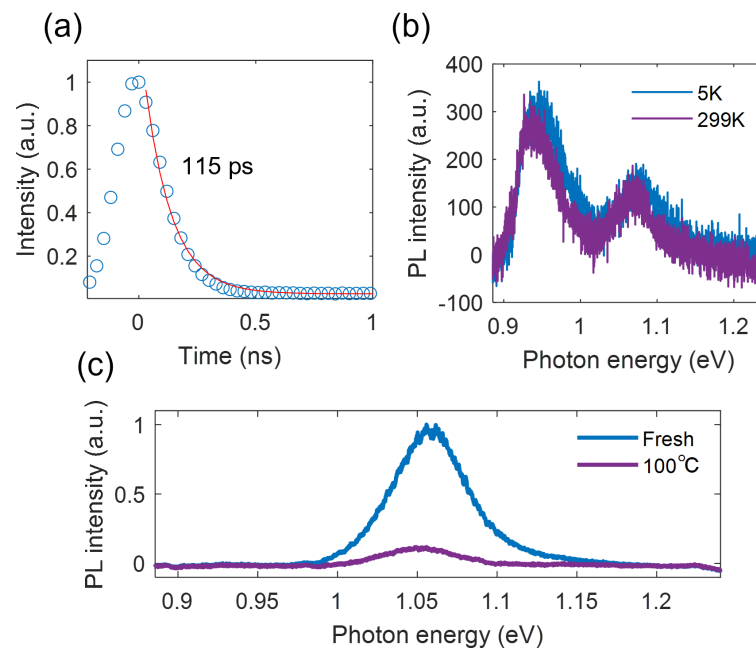 (a)
Intensity (a.u.)
1
0.8
0.6
0.4
0.2
115 ps
0
0.5
1
Time (ns)
(b)
PL intensity (a.u.)
400
300
200
100
0
-100
5K
299K
0.9
1
1.1
1.2
Photon energy (eV)
(c)
PL intensity (a.u.)
1
0.5
0
Fresh
100°C
0.9
0.95
1
1.05
1.1
1.15
1.2
Photon energy (eV)